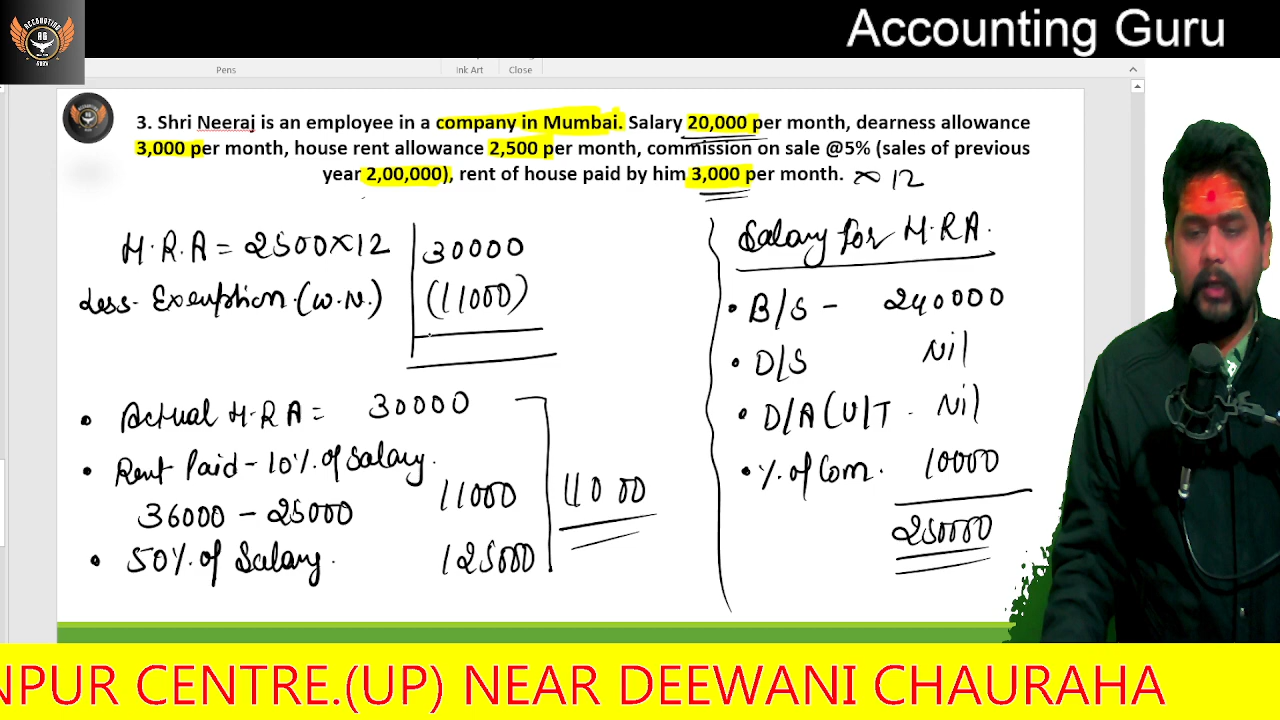 Accounting Guru
ACCOUNTING
AG
GURU
Pens
Ink Art
Close
3. Shri Neeraj is an employee in a company in Mumbai. Salary 20,000 per month, dearness allowance
3,000 per month, house rent allowance 2,500 per month, commission on sale @5% (sales of previous
year 2,00,000), rent of house paid by him 3,000 per month. × 12
H.R.A = 2500×12 30000
Less- Exemption (W.N.) (11000)
• Actual H.R.A = 30000
• Rent Paid - 10% of Salary.
36000 - 25000 11000
11000
• 50% of Salary. 125000
Salary for H.R.A.
• B/S - 240000
• D/S Nil
• D/A (U/T - Nil
• % of Com. 10000
250000
NPUR CENTRE.(UP) NEAR DEEWANI CHAURAHA